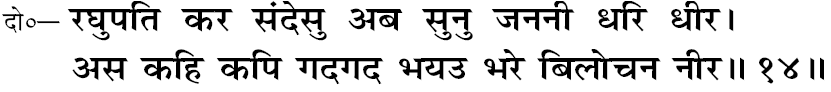 दो०— रघुपति कर संदेसु अब सुनु जननी धरि धीर।
अस कहि कपि गदगद भयउ भरे बिलोचन नीर॥ १४॥